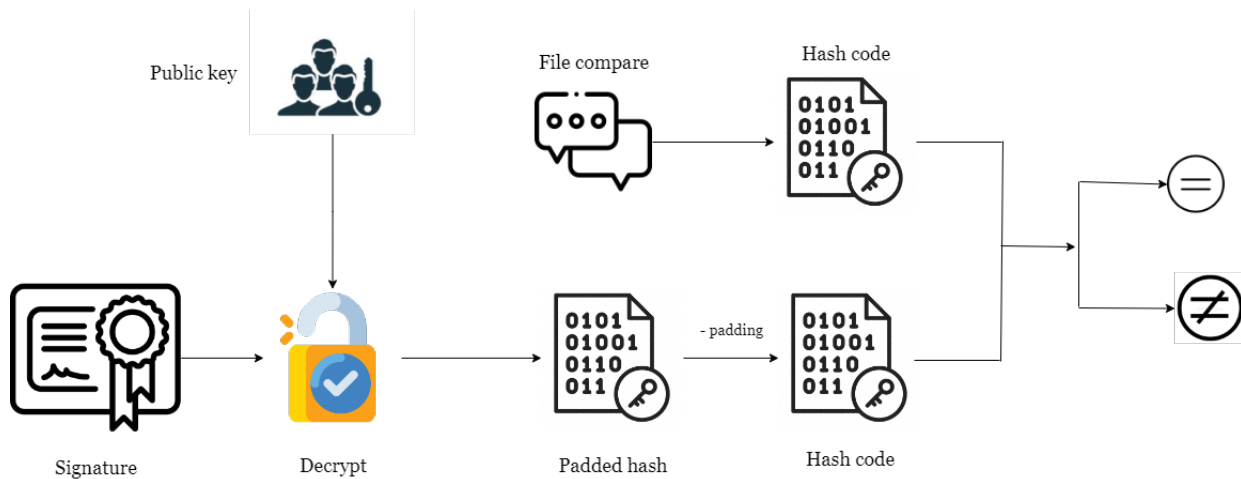 Public key
File compare
Hash code
0101
01001
0110
011
=
≠
0101
01001
0110
011
- padding
0101
01001
0110
011
Signature
Decrypt
Padded hash
Hash code